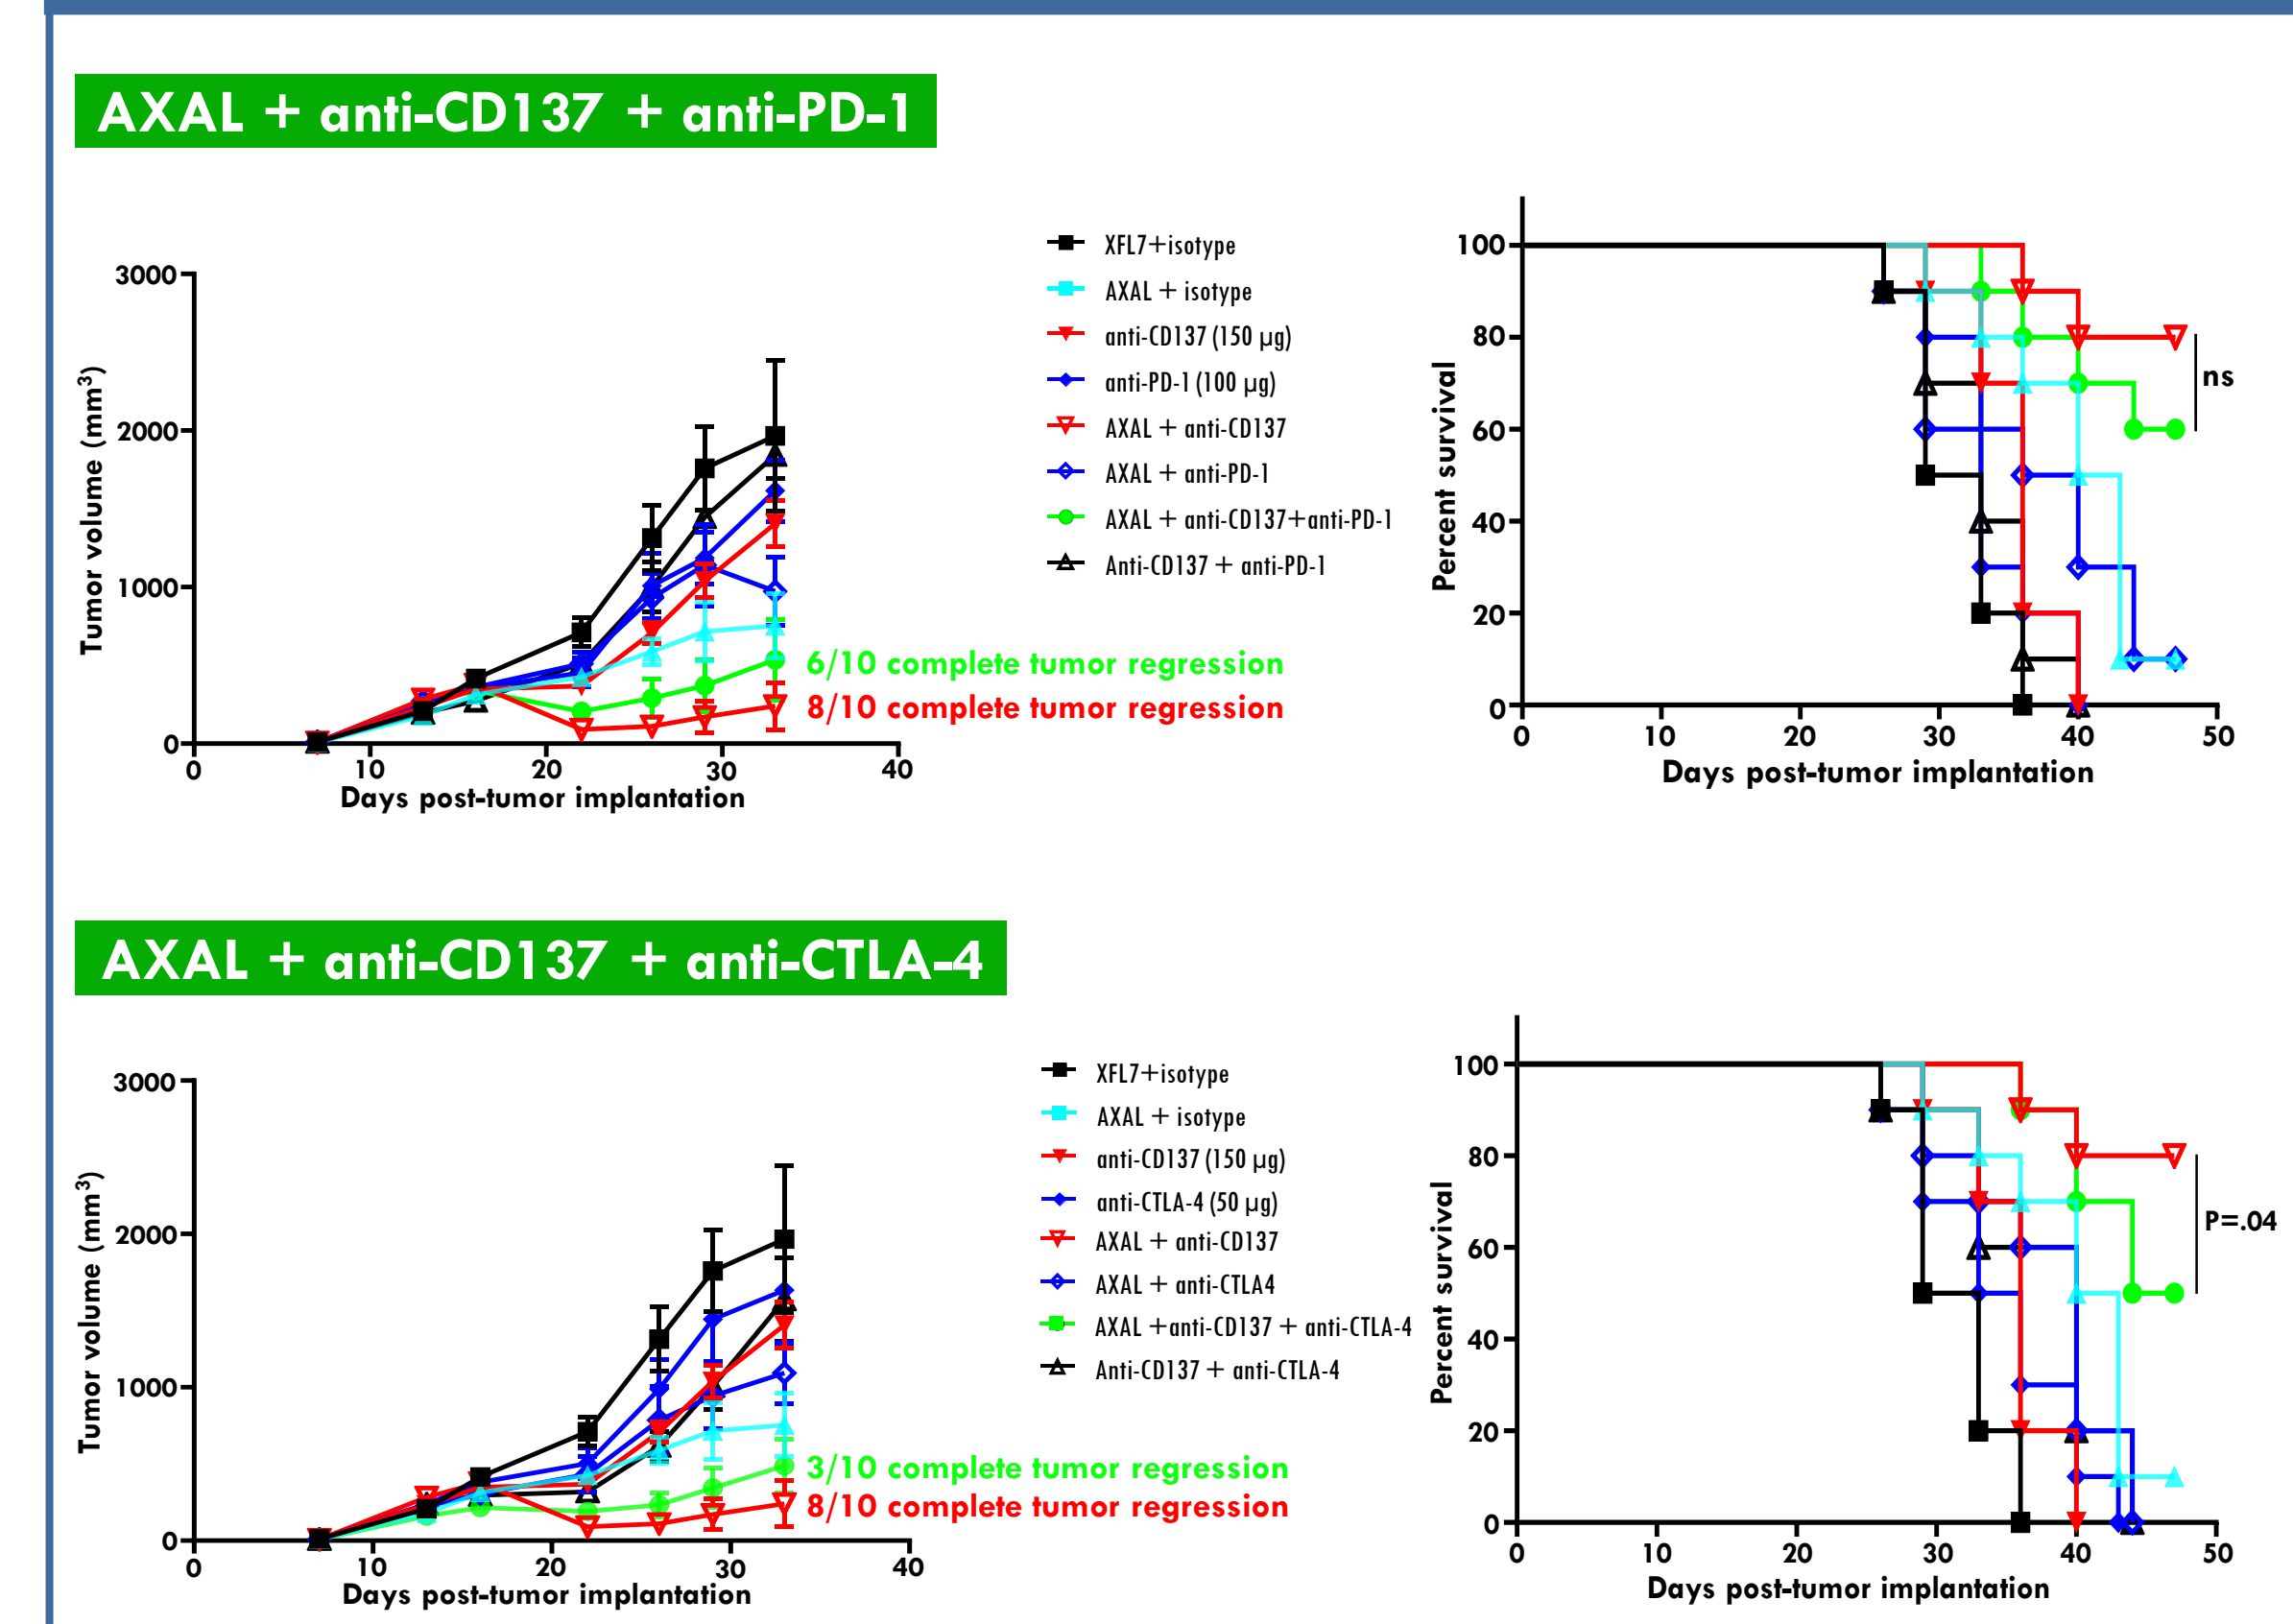 AXAL + anti-CD137 + anti-PD-1
3000
2000
1000
0
Tumor volume (mm³)
0 10 20 30 40
Days post-tumor implantation
6/10 complete tumor regression
8/10 complete tumor regression
XFL7+isotype
AXAL + isotype
anti-CD137 (150 µg)
anti-PD-1 (100 µg)
AXAL + anti-CD137
AXAL + anti-PD-1
AXAL + anti-CD137+anti-PD-1
Anti-CD137 + anti-PD-1
100
80
60
40
20
0
Percent survival
ns
0 10 20 30 40 50
Days post-tumor implantation
AXAL + anti-CD137 + anti-CTLA-4
3000
2000
1000
0
Tumor volume (mm³)
0 10 20 30 40
Days post-tumor implantation
3/10 complete tumor regression
8/10 complete tumor regression
XFL7+isotype
AXAL + isotype
anti-CD137 (150 µg)
anti-CTLA-4 (50 µg)
AXAL + anti-CD137
AXAL + anti-CTLA4
AXAL +anti-CD137 + anti-CTLA-4
Anti-CD137 + anti-CTLA-4
100
80
60
40
20
0
Percent survival
P=.04
0 10 20 30 40 50
Days post-tumor implantation